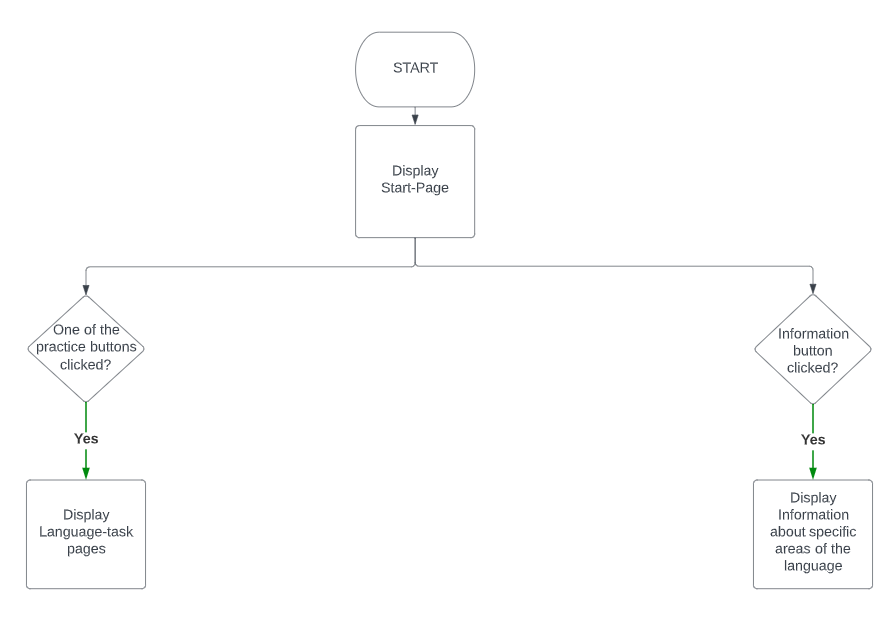 START
Display
Start-Page
One of the
practice buttons
clicked?
Information
button
clicked?
Yes
Yes
Display
Language-task
pages
Display
Information
about specific
areas of the
language